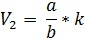 V₂ = a/b * k